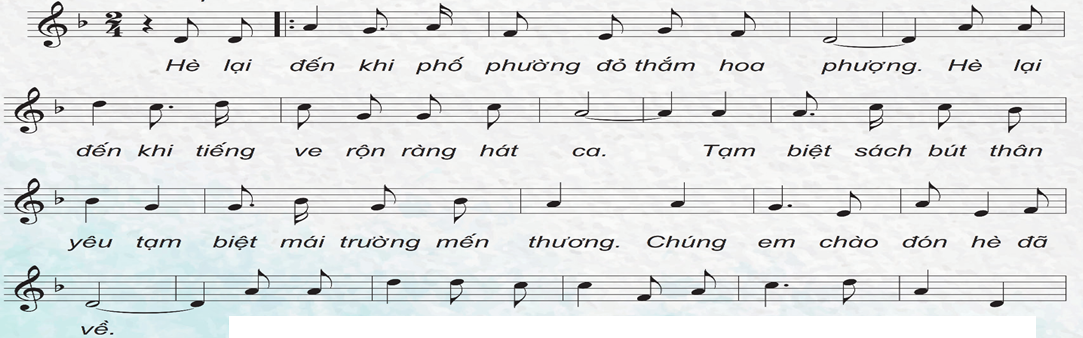 2 4
Hè lại đến khi phố phường đỏ thắm hoa phượng. Hè lại
đến khi tiếng ve rộn ràng hát ca. Tạm biệt sách bút thân
yêu tạm biệt mái trường mến thương. Chúng em chào đón hè đã
về.